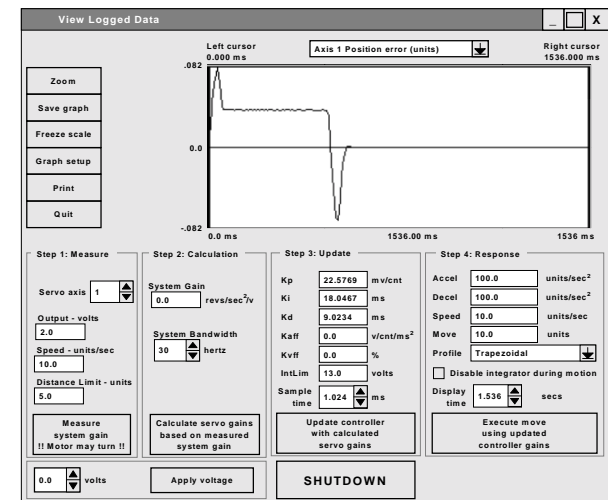 View Logged Data
_ X
Left cursor
0.000 ms
Axis 1 Position error (units)
Right cursor
1536.000 ms
Zoom
Save graph
Freeze scale
Graph setup
Print
Quit
.082
0.0
-.082
0.0 ms
1536.00 ms
1536 ms
Step 1: Measure
Servo axis 1
Output - volts
2.0
Speed - units/sec
10.0
Distance Limit - units
5.0
Measure
system gain
!! Motor may turn !!
Step 2: Calculation
System Gain
0.0 revs/sec²/v
System Bandwidth
30 hertz
Calculate servo gains
based on measured
system gain
Step 3: Update
Kp 22.5769 mv/cnt
Ki 18.0467 ms
Kd 9.0234 ms
Kaff 0.0 v/cnt/ms²
Kvff 0.0 %
IntLim 13.0 volts
Sample
time 1.024 ms
Update controller
with calculated
servo gains
Step 4: Response
Accel 100.0 units/sec²
Decel 100.0 units/sec²
Speed 10.0 units/sec
Move 10.0 units
Profile Trapezoidal
Disable integrator during motion
Display
time 1.536 secs
Execute move
using updated
controller gains
0.0 volts
Apply voltage
SHUTDOWN